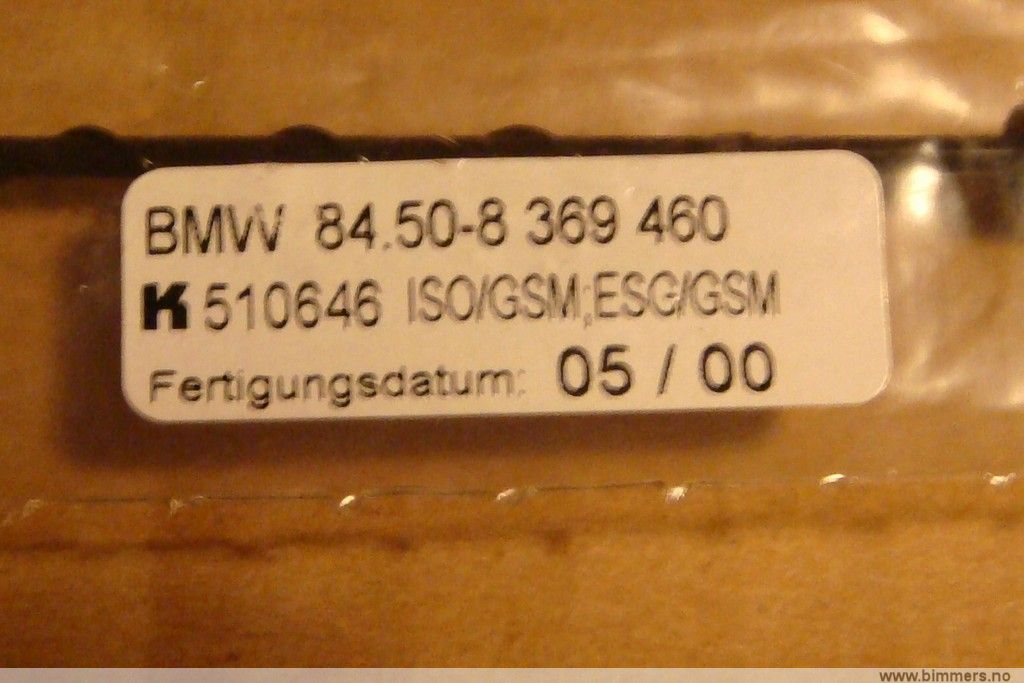 BMW 84.50-8 369 460
K 510646 ISO/GSM;ESG/GSM
Fertigungsdatum: 05 / 00
www.bimmers.no